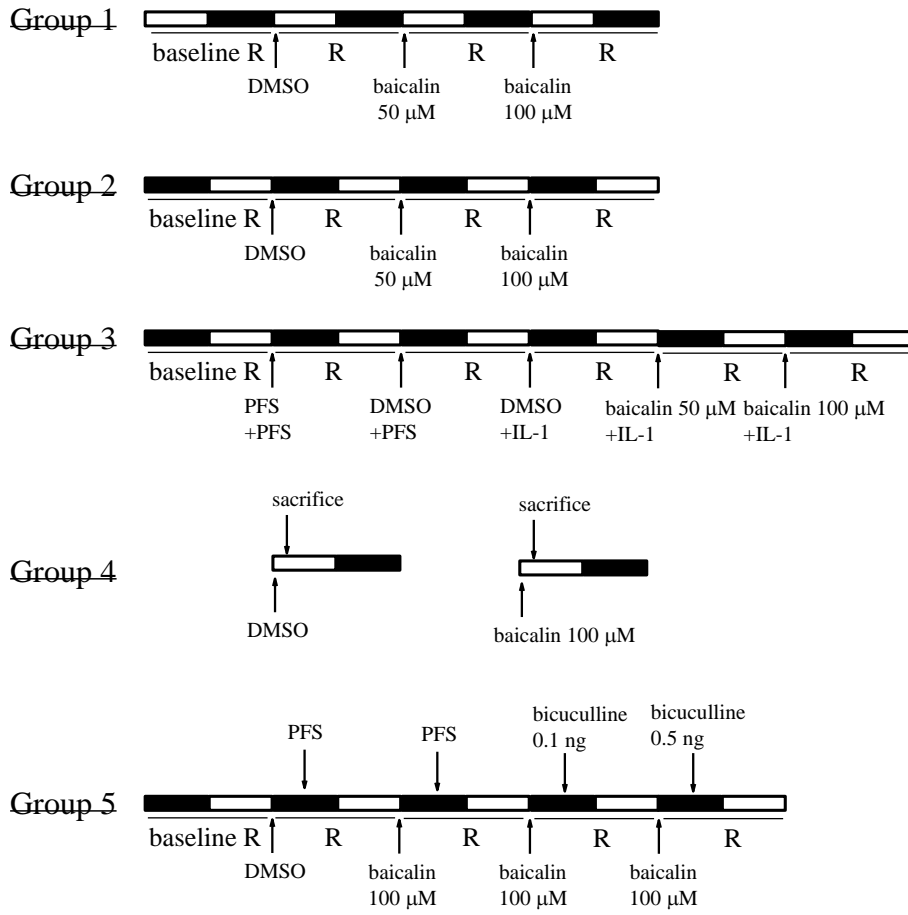 Group 1
baseline R R R R
DMSO baicalin baicalin
50 μM 100 μM
Group 2
baseline R R R R
DMSO baicalin baicalin
50 μM 100 μM
Group 3
baseline R R R R R R
PFS DMSO DMSO baicalin 50 μM baicalin 100 μM
+PFS +PFS +IL-1 +IL-1 +IL-1
sacrifice sacrifice
Group 4
DMSO baicalin 100 μM
PFS PFS bicuculline bicuculline
0.1 ng 0.5 ng
Group 5
baseline R R R R R
DMSO baicalin baicalin baicalin
100 μM 100 μM 100 μM